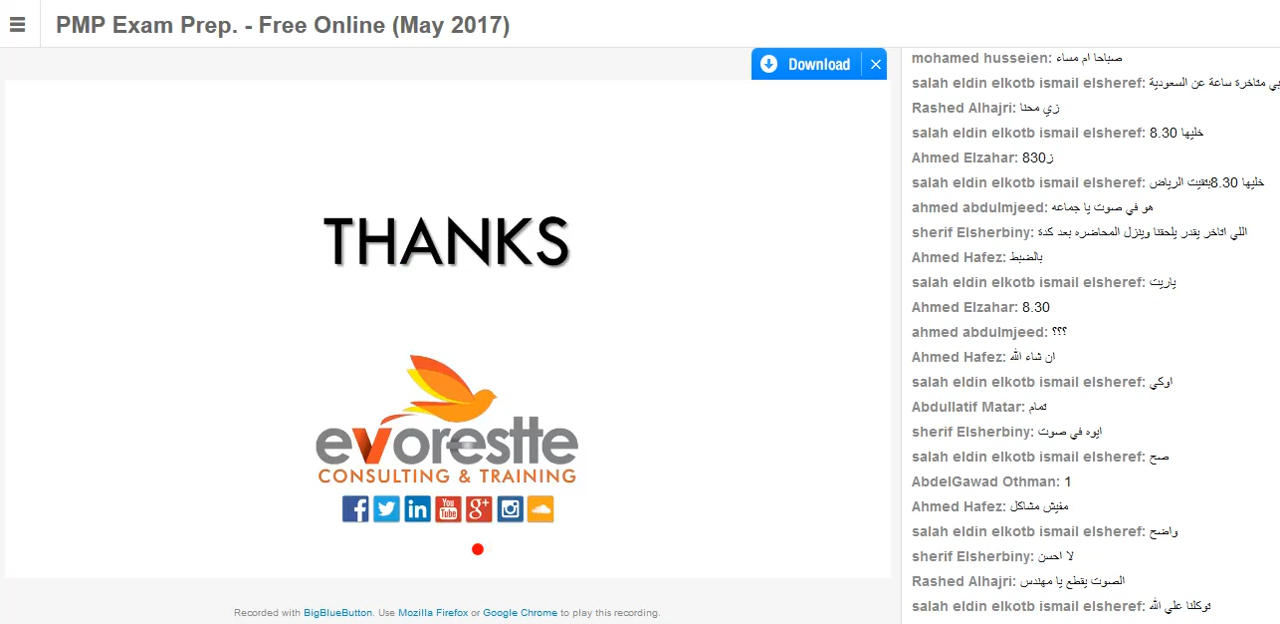 PMP Exam Prep. - Free Online (May 2017)
Download
THANKS
evorestte
CONSULTING & TRAINING
You Tube
Recorded with BigBlueButton. Use Mozilla Firefox or Google Chrome to play this recording.
mohamed husseien: صباحا ام مساء
salah eldin elkotb ismail elsheref: بي متاخرة ساعة عن السعودية
Rashed Alhajri: زي محنا
salah eldin elkotb ismail elsheref: خليها 8.30
Ahmed Elzahar: ز830
salah eldin elkotb ismail elsheref: خليها 8.30بتقيت الرياض
ahmed abdulmjeed: هو في صوت يا جماعه
sherif Elsherbiny: اللي اتاخر يقدر يلحقنا وينزل المحاضره بعد كدة
Ahmed Hafez: بالضبط
salah eldin elkotb ismail elsheref: ياريت
Ahmed Elzahar: 8.30
ahmed abdulmjeed: ؟؟؟
Ahmed Hafez: ان شاء الله
salah eldin elkotb ismail elsheref: اوكي
Abdullatif Matar: تمام
sherif Elsherbiny: ايوه في صوت
salah eldin elkotb ismail elsheref: صح
AbdelGawad Othman: 1
Ahmed Hafez: مفيش مشاكل
salah eldin elkotb ismail elsheref: واضح
sherif Elsherbiny: لا احسن
Rashed Alhajri: الصوت يقطع يا مهندس
salah eldin elkotb ismail elsheref: توكلنا علي الله